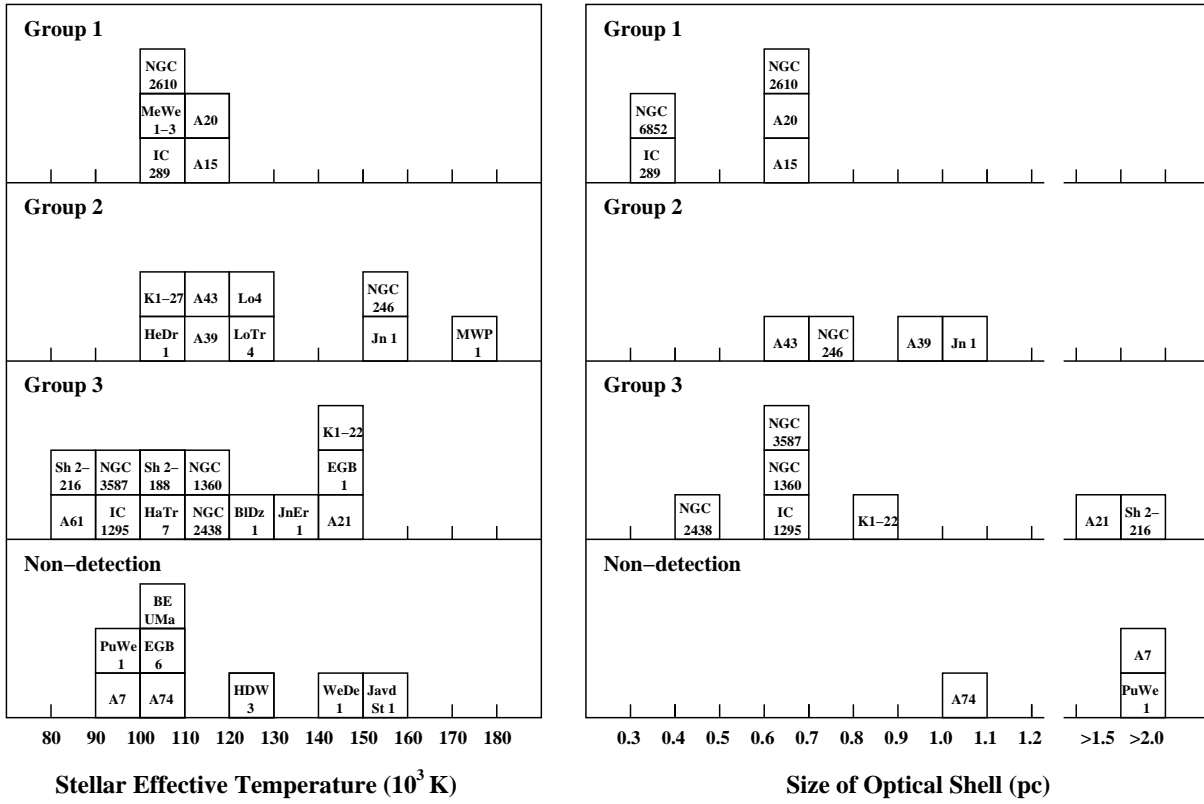 Group 1
NGC
2610
MeWe
1−3
A20
IC
289
A15
Group 2
K1−27
A43
Lo4
NGC
246
HeDr
1
A39
LoTr
4
Jn 1
MWP
1
Group 3
K1−22
Sh 2−
216
NGC
3587
Sh 2−
188
NGC
1360
EGB
1
A61
IC
1295
HaTr
7
NGC
2438
BlDz
1
JnEr
1
A21
Non−detection
BE
UMa
PuWe
1
EGB
6
A7
A74
HDW
3
WeDe
1
Javd
St 1
80 90 100 110 120 130 140 150 160 170 180
Stellar Effective Temperature (10³ K)
Group 1
NGC
2610
NGC
6852
A20
IC
289
A15
Group 2
A43
NGC
246
A39
Jn 1
Group 3
NGC
3587
NGC
1360
NGC
2438
IC
1295
K1−22
A21
Sh 2−
216
Non−detection
A7
A74
PuWe
1
0.3 0.4 0.5 0.6 0.7 0.8 0.9 1.0 1.1 1.2 >1.5 >2.0
Size of Optical Shell (pc)